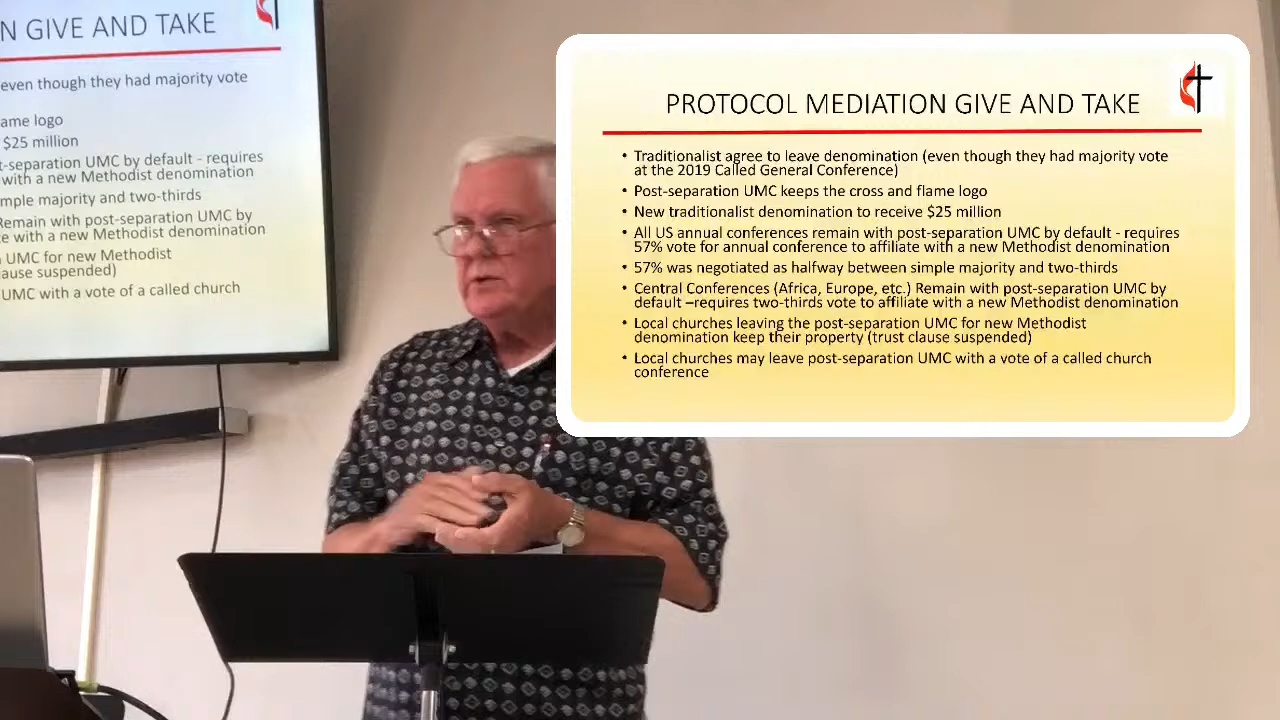 N GIVE AND TAKE
even though they had majority vote
ame logo
$25 million
t-separation UMC by default - requires
with a new Methodist denomination
mple majority and two-thirds
Remain with post-separation UMC by
e with a new Methodist denomination
UMC for new Methodist
ause suspended)
UMC with a vote of a called church
PROTOCOL MEDIATION GIVE AND TAKE
• Traditionalist agree to leave denomination (even though they had majority vote
at the 2019 Called General Conference)
• Post-separation UMC keeps the cross and flame logo
• New traditionalist denomination to receive $25 million
• All US annual conferences remain with post-separation UMC by default - requires
57% vote for annual conference to affiliate with a new Methodist denomination
• 57% was negotiated as halfway between simple majority and two-thirds
• Central Conferences (Africa, Europe, etc.) Remain with post-separation UMC by
default –requires two-thirds vote to affiliate with a new Methodist denomination
• Local churches leaving the post-separation UMC for new Methodist
denomination keep their property (trust clause suspended)
• Local churches may leave post-separation UMC with a vote of a called church
conference